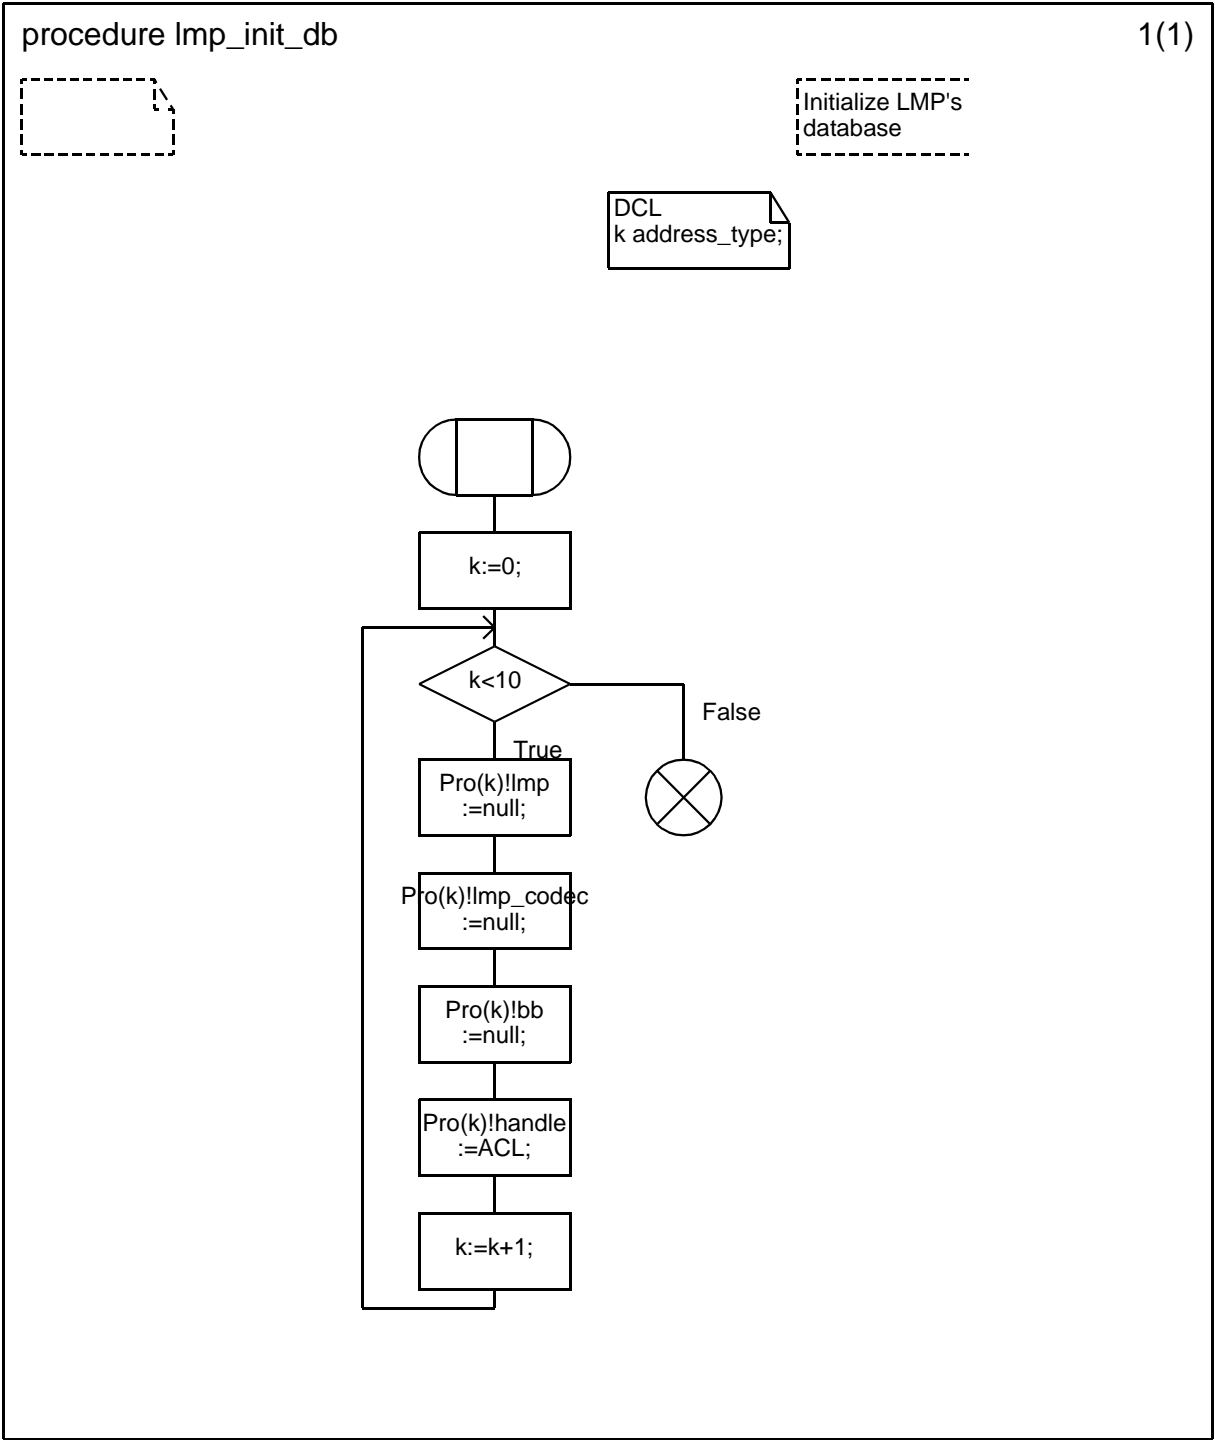 procedure lmp_init_db
1(1)
Initialize LMP's
database
DCL
k address_type;
k:=0;
k<10
False
True
Pro(k)!lmp
:=null;
Pro(k)!lmp_codec
:=null;
Pro(k)!bb
:=null;
Pro(k)!handle
:=ACL;
k:=k+1;